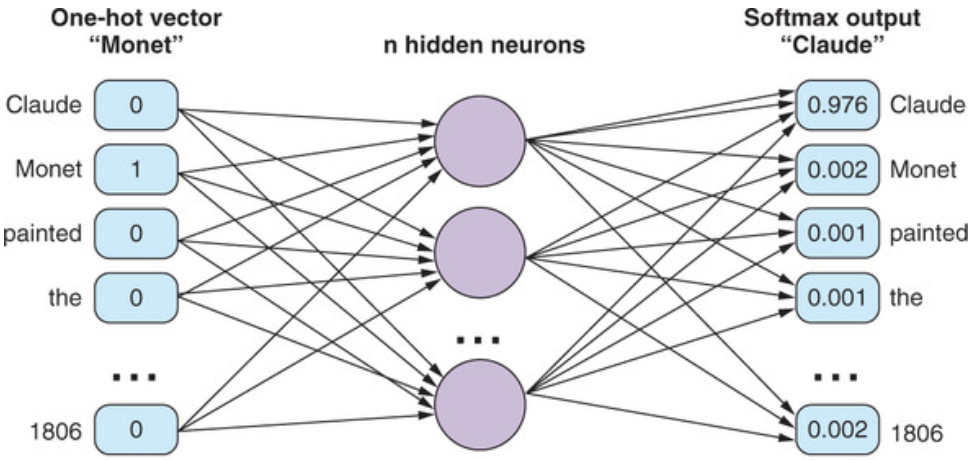 One-hot vector
“Monet”
n hidden neurons
Softmax output
“Claude”
Claude 0 0.976 Claude
Monet 1 0.002 Monet
painted 0 0.001 painted
the 0 0.001 the
... ... ...
1806 0 0.002 1806